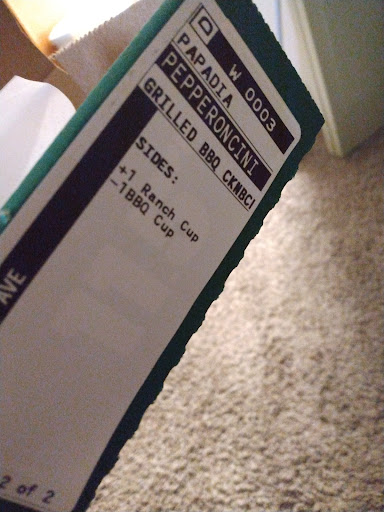 D W 0003
PAPADIA
PEPPERONCINI
GRILLED BBQ CKNBCI
SIDES:
+1 Ranch Cup
-1BBQ Cup
AVE
2 of 2